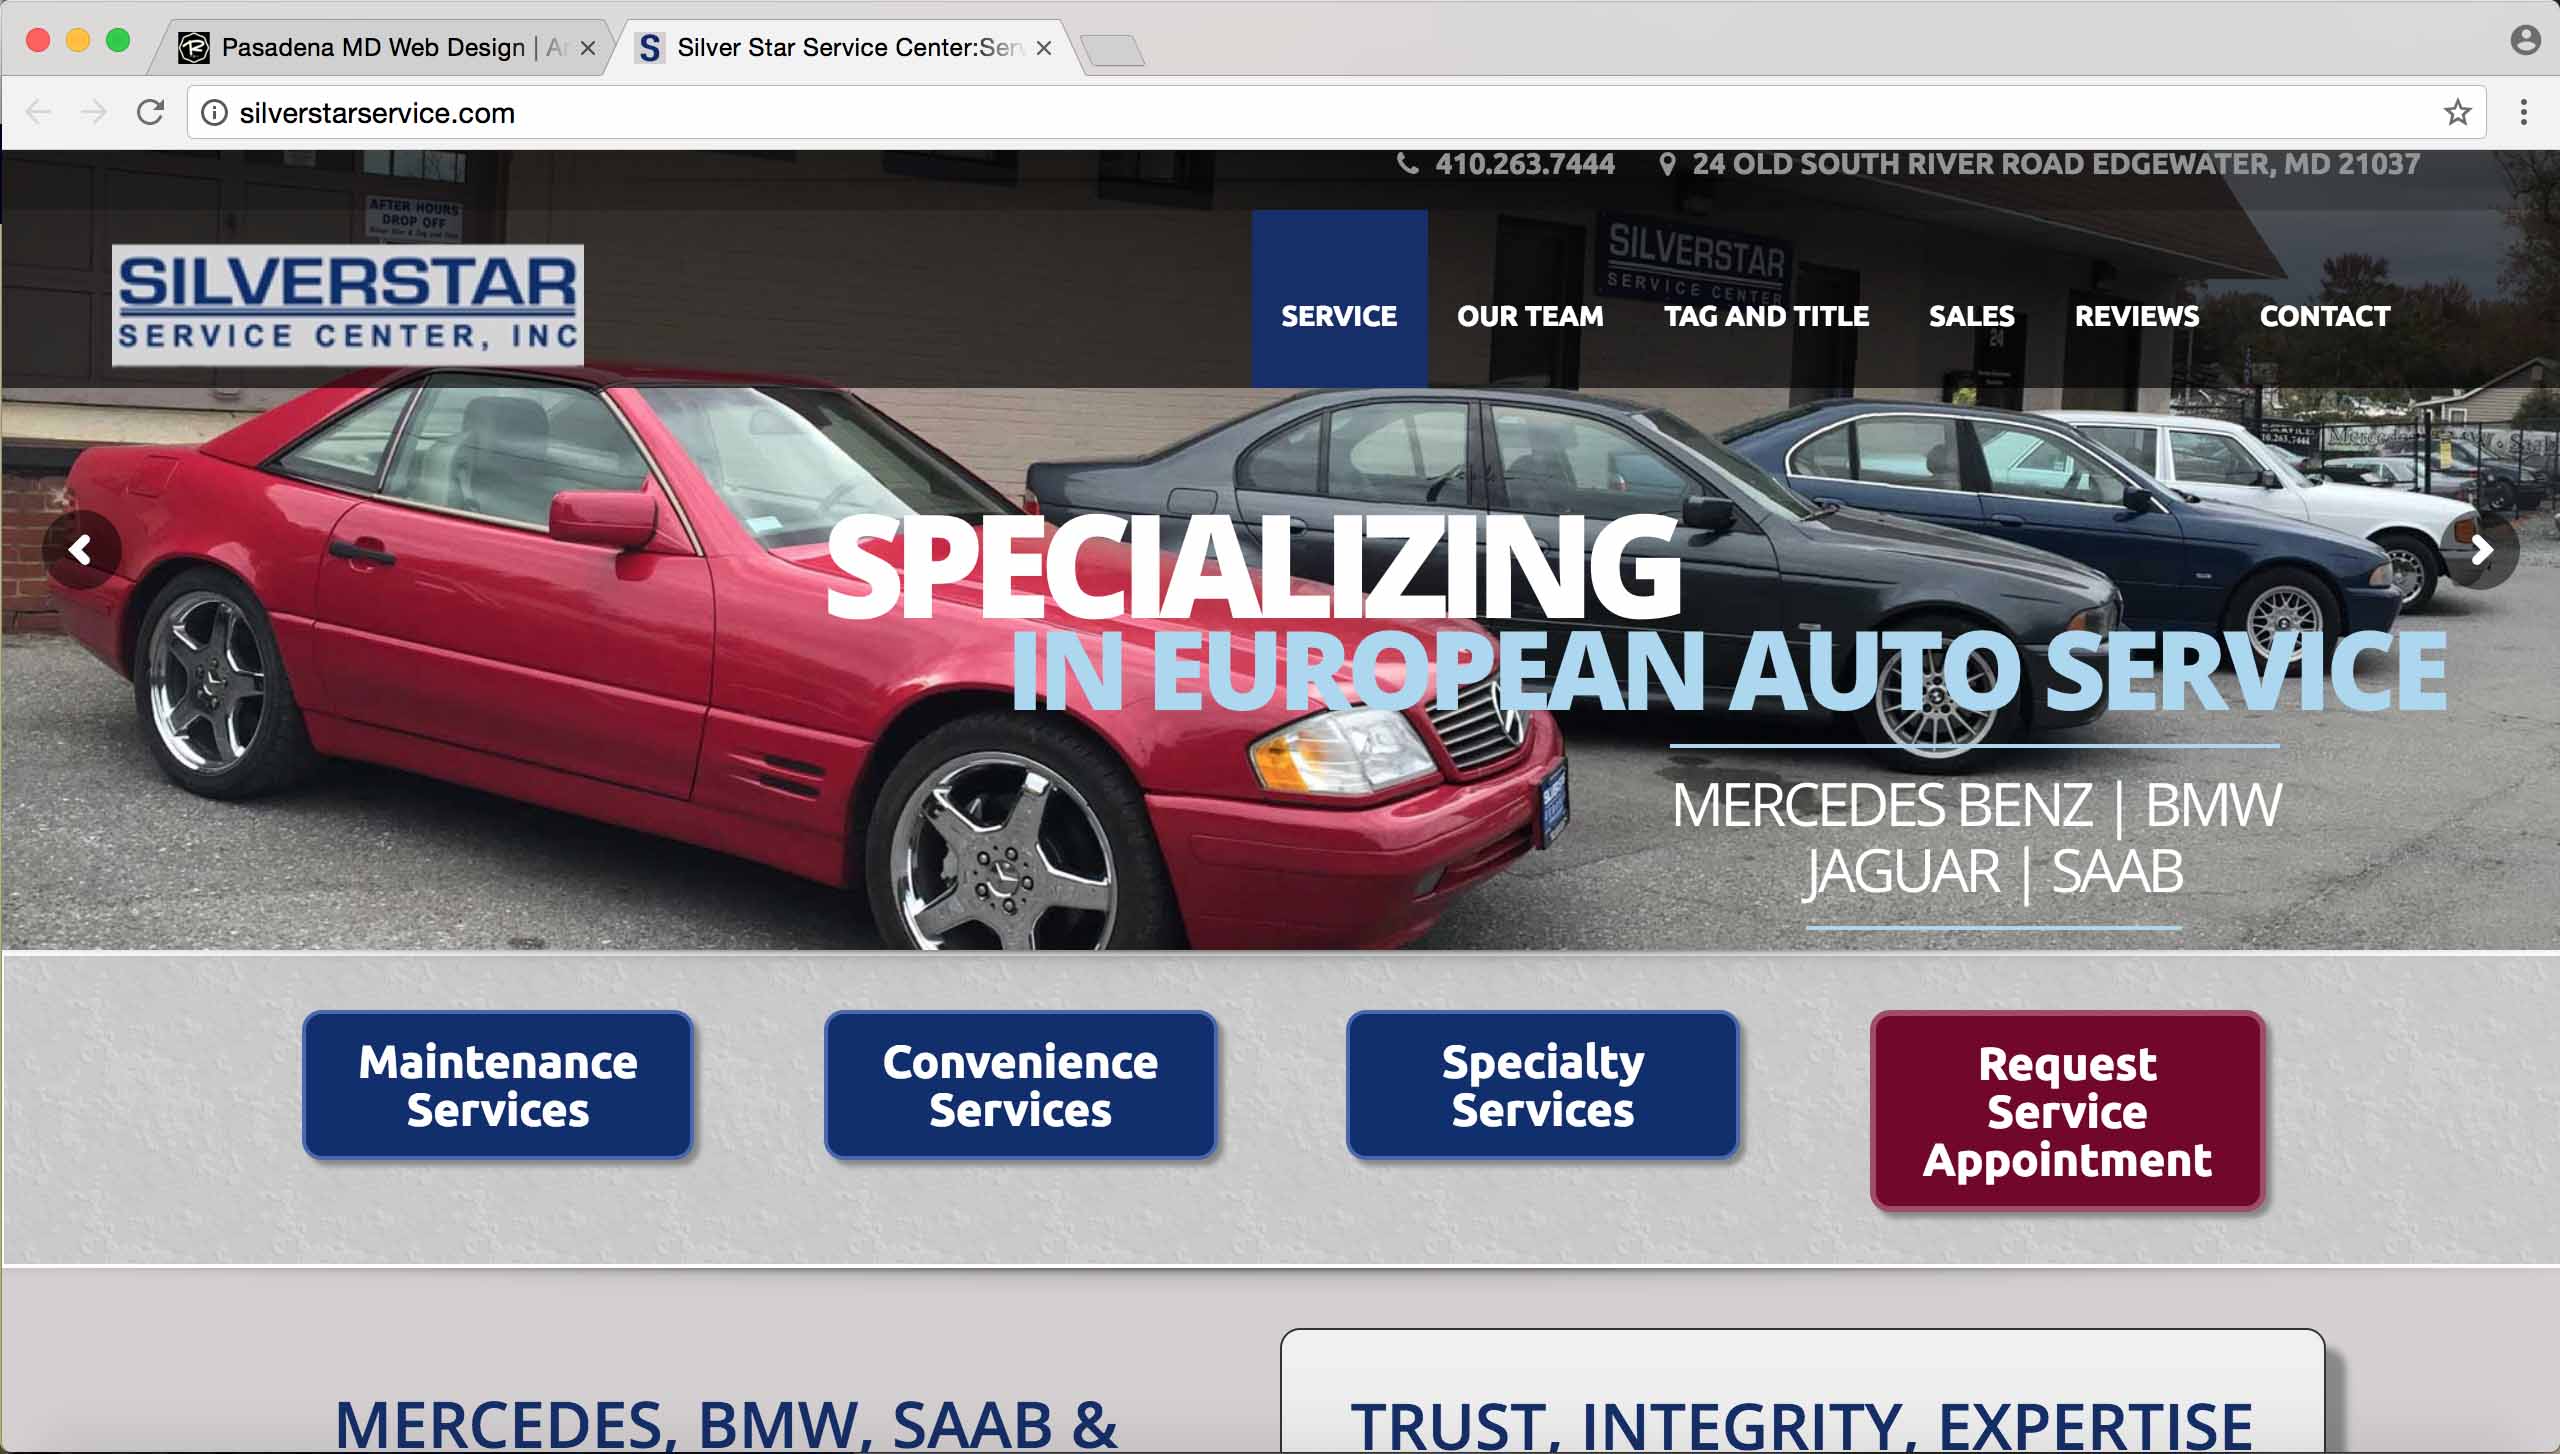 Pasadena MD Web Design | Ar
Silver Star Service Center:Serv
silverstarservice.com
410.263.7444 24 OLD SOUTH RIVER ROAD EDGEWATER, MD 21037
AFTER HOURS
DROP OFF
SILVERSTAR
SERVICE CENTER, INC
SILVERSTAR
SERVICE CENTER
SERVICE OUR TEAM TAG AND TITLE SALES REVIEWS CONTACT
24
SPECIALIZING
IN EUROPEAN AUTO SERVICE
MERCEDES BENZ | BMW
JAGUAR | SAAB
Maintenance
Services
Convenience
Services
Specialty
Services
Request
Service
Appointment
MERCEDES, BMW, SAAB &
TRUST, INTEGRITY, EXPERTISE